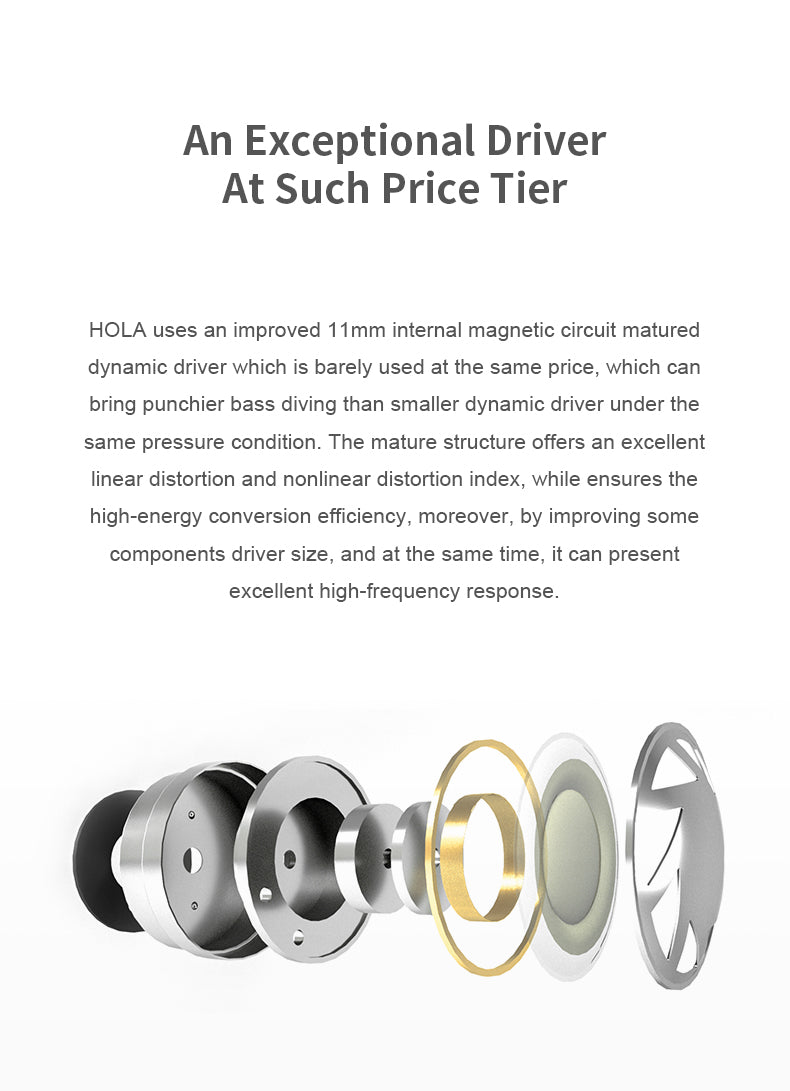 An Exceptional Driver
At Such Price Tier
HOLA uses an improved 11mm internal magnetic circuit matured
dynamic driver which is barely used at the same price, which can
bring punchier bass diving than smaller dynamic driver under the
same pressure condition. The mature structure offers an excellent
linear distortion and nonlinear distortion index, while ensures the
high-energy conversion efficiency, moreover, by improving some
components driver size, and at the same time, it can present
excellent high-frequency response.